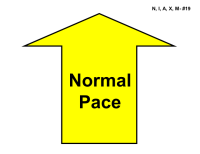 N, I, A, X, M- #19
Normal
Pace